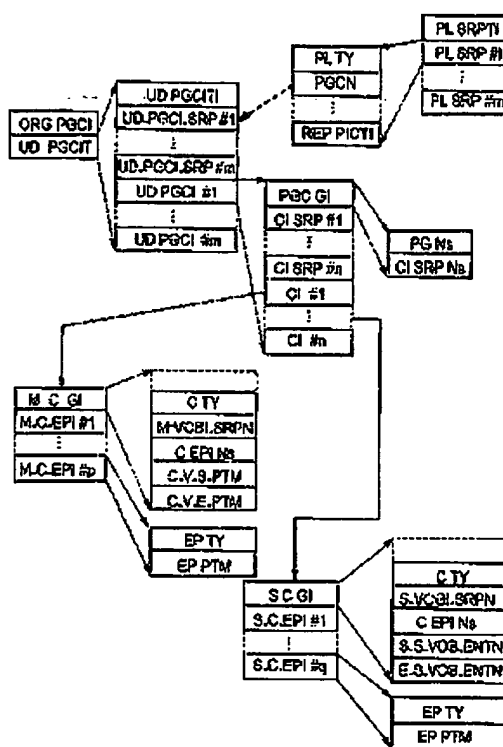 PL SRPTI
PL SRP #1
⋮
PL SRP #m
PL TY
PGCN
⋮
REP PICTI
UD PGCITI
UD.PGCI.SRP #1
⋮
UD.PGCI.SRP #m
UD PGCI #1
⋮
UD PGCI #m
ORG PGCI
UD PGCIT
PGC GI
CI SRP #1
⋮
CI SRP #n
CI #1
⋮
CI #n
PG Ns
CI SRP Ns
M C GI
M.C.EPI #1
⋮
M.C.EPI #p
C TY
M-VOBI.SRPN
C EPI Ns
C.V.S.PTM
C.V.E.PTM
EP TY
EP PTM
S C GI
S.C.EPI #1
⋮
S.C.EPI #q
C TY
S.VOGI.SRPN
C EPI Ns
S.S.VOB.ENTN
E.S.VOB.ENTN
EP TY
EP PTM